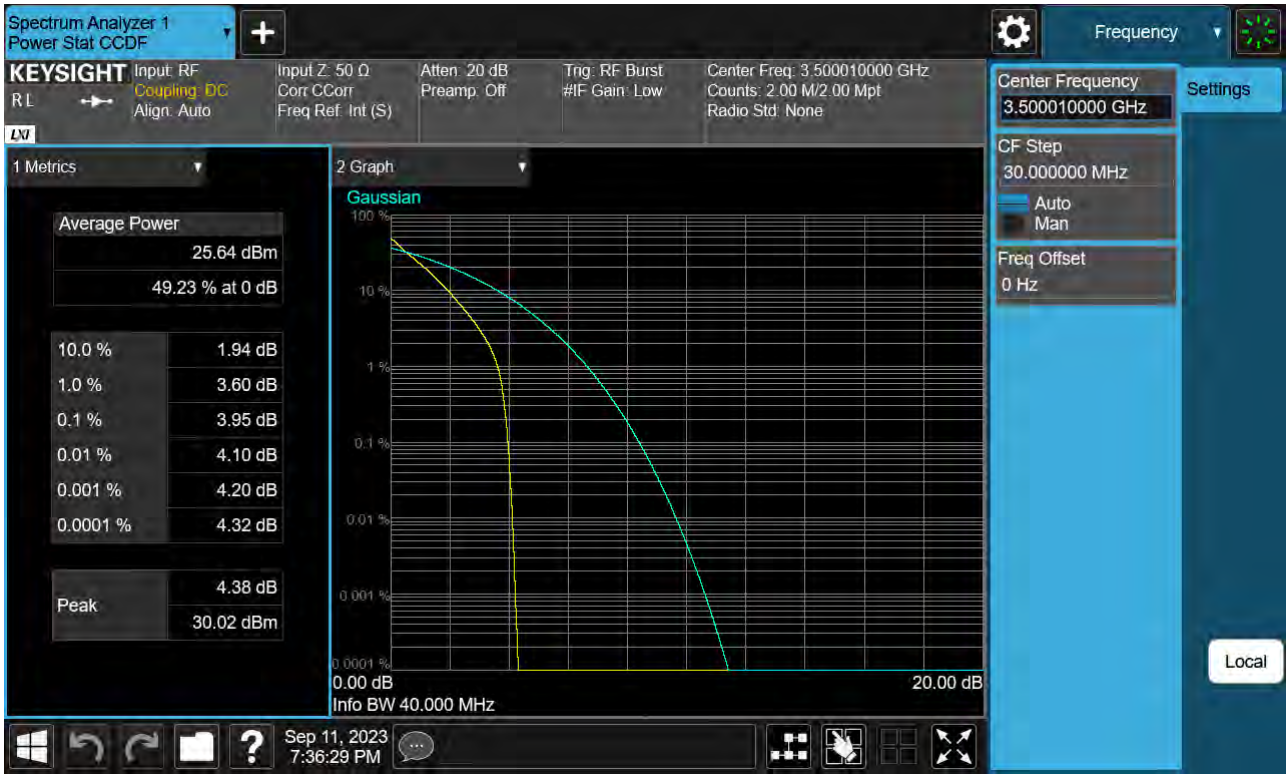 Spectrum Analyzer 1
Power Stat CCDF
+
Frequency
KEYSIGHT
RL
LXI
Input: RF
Coupling: DC
Align: Auto
Input Z: 50 Ω
Corr CCorr
Freq Ref: Int (S)
Atten: 20 dB
Preamp: Off
Trig: RF Burst
#IF Gain: Low
Center Freq: 3.500010000 GHz
Counts: 2.00 M/2.00 Mpt
Radio Std: None
Center Frequency
3.500010000 GHz
Settings
CF Step
30.000000 MHz
Auto
Man
Freq Offset
0 Hz
Local
1 Metrics
Average Power
25.64 dBm
49.23 % at 0 dB
10.0 % 1.94 dB
1.0 % 3.60 dB
0.1 % 3.95 dB
0.01 % 4.10 dB
0.001 % 4.20 dB
0.0001 % 4.32 dB
Peak
4.38 dB
30.02 dBm
2 Graph
Gaussian
100 %
10 %
1 %
0.1 %
0.01 %
0.001 %
0.0001 %
0.00 dB 20.00 dB
Info BW 40.000 MHz
?
Sep 11, 2023
7:36:29 PM